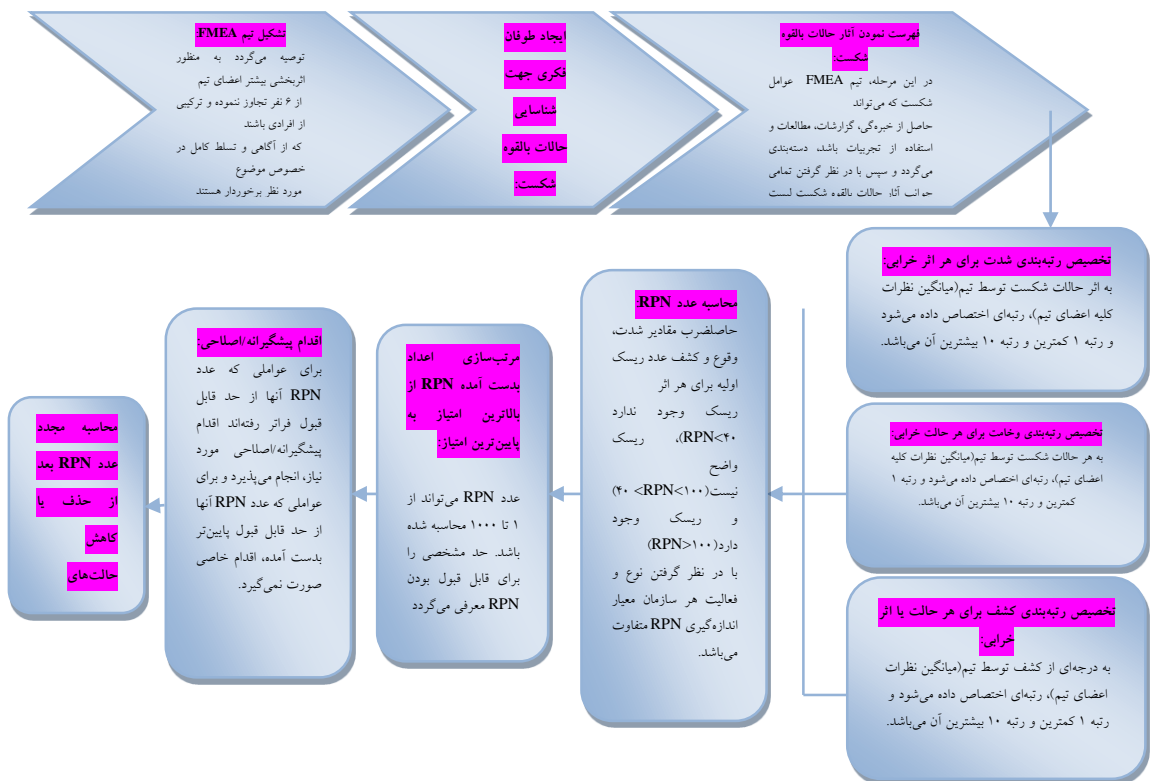 تشکیل تیم FMEA:
توصیه می‌گردد به منظور
اثربخشی بیشتر اعضای تیم
از ۶ نفر تجاوز ننموده و ترکیبی
از افرادی باشند
که از آگاهی و تسلط کامل در
خصوص موضوع
مورد نظر برخوردار هستند
ایجاد طوفان
فکری جهت
شناسایی
حالات بالقوه
شکست:
فهرست نمودن آثار حالات بالقوه
شکست:
در این مرحله، تیم FMEA عوامل
شکست که می‌تواند
حاصل از خبره‌گی، گزارشات، مطالعات و
استفاده از تجربیات باشد، دسته‌بندی
می‌گردد و سپس با در نظر گرفتن تمامی
جوانب آثار حالات بالقوه شکست لیست
تخصیص رتبه‌بندی شدت برای هر اثر خرابی:
به اثر حالات شکست توسط تیم(میانگین نظرات
کلیه اعضای تیم)، رتبه‌ای اختصاص داده می‌شود
و رتبه ۱ کمترین و رتبه ۱۰ بیشترین آن می‌باشد.
تخصیص رتبه‌بندی وخامت برای هر حالت خرابی:
به هر حالات شکست توسط تیم(میانگین نظرات کلیه
اعضای تیم)، رتبه‌ای اختصاص داده می‌شود و رتبه ۱
کمترین و رتبه ۱۰ بیشترین آن می‌باشد.
تخصیص رتبه‌بندی کشف برای هر حالت یا اثر
خرابی:
به درجه‌ای از کشف توسط تیم(میانگین نظرات
اعضای تیم)، رتبه‌ای اختصاص داده می‌شود و
رتبه ۱ کمترین و رتبه ۱۰ بیشترین آن می‌باشد.
محاسبه عدد RPN:
حاصلضرب مقادیر شدت،
وقوع و کشف عدد ریسک
اولیه برای هر اثر
ریسک وجود ندارد
(RPN<۴۰، ریسک
واضح
نیست(۱۰۰>RPN> ۴۰)
و ریسک وجود
دارد(۱۰۰<RPN)
با در نظر گرفتن نوع و
فعالیت هر سازمان معیار
اندازه‌گیری RPN متفاوت
می‌باشد.
مرتب‌سازی اعداد
بدست آمده RPN از
بالاترین امتیاز به
پایین‌ترین امتیاز:
عدد RPN می‌تواند از
۱ تا ۱۰۰۰ محاسبه شده
باشد. حد مشخصی را
برای قابل قبول بودن
RPN معرفی می‌گردد
اقدام پیشگیرانه/اصلاحی:
برای عواملی که عدد
RPN آنها از حد قابل
قبول فراتر رفته‌اند اقدام
پیشگیرانه/اصلاحی مورد
نیاز، انجام می‌پذیرد و برای
عواملی که عدد RPN آنها
از حد قابل قبول پایین‌تر
بدست آمده، اقدام خاصی
صورت نمی‌گیرد.
محاسبه مجدد
عدد RPN بعد
از حذف یا
کاهش
حالت‌های